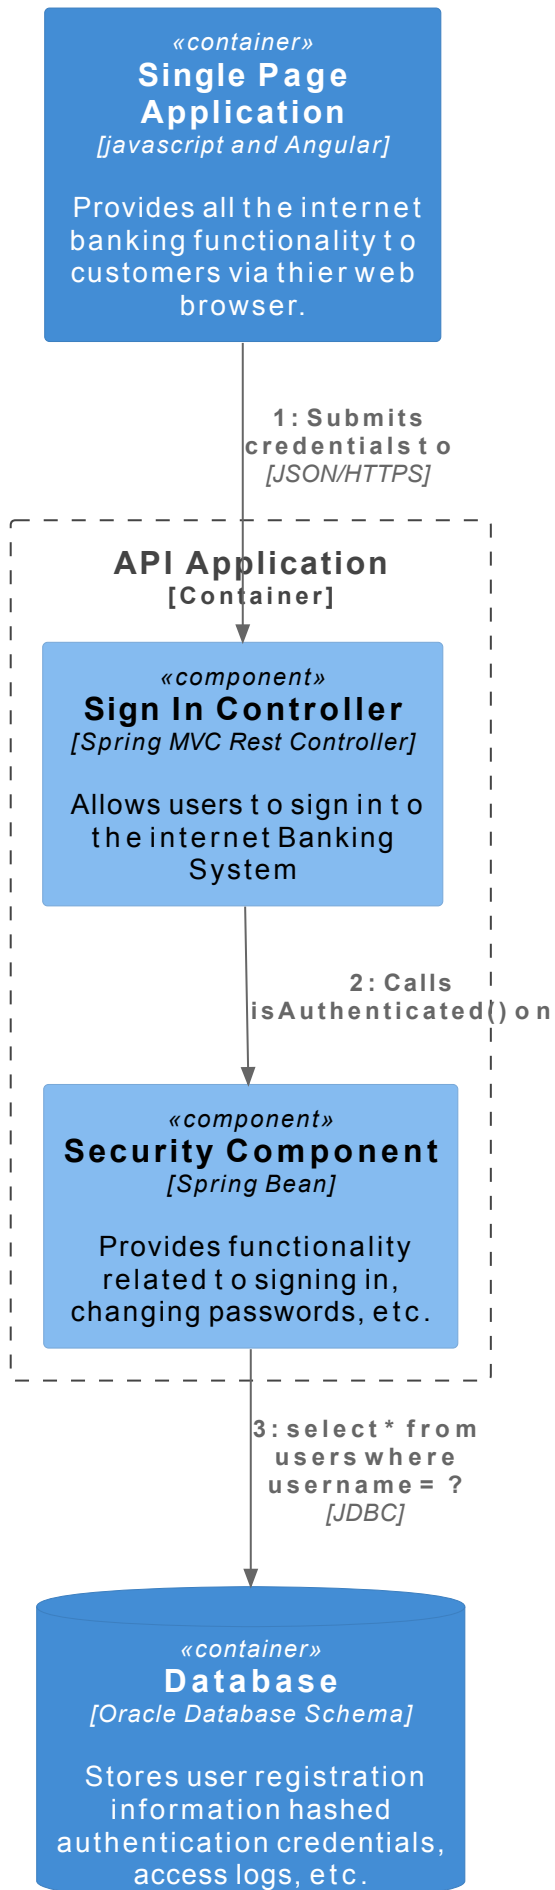 «container»
Single Page
Application
[javascript and Angular]
Provides all the internet
banking functionality to
customers via thier web
browser.
1: Submits
credentials to
[JSON/HTTPS]
API Application
[Container]
«component»
Sign In Controller
[Spring MVC Rest Controller]
Allows users to sign in to
the internet Banking
System
2: Calls
isAuthenticated() on
«component»
Security Component
[Spring Bean]
Provides functionality
related to signing in,
changing passwords, etc.
3: select * from
users where
username = ?
[JDBC]
«container»
Database
[Oracle Database Schema]
Stores user registration
information hashed
authentication credentials,
access logs, etc.